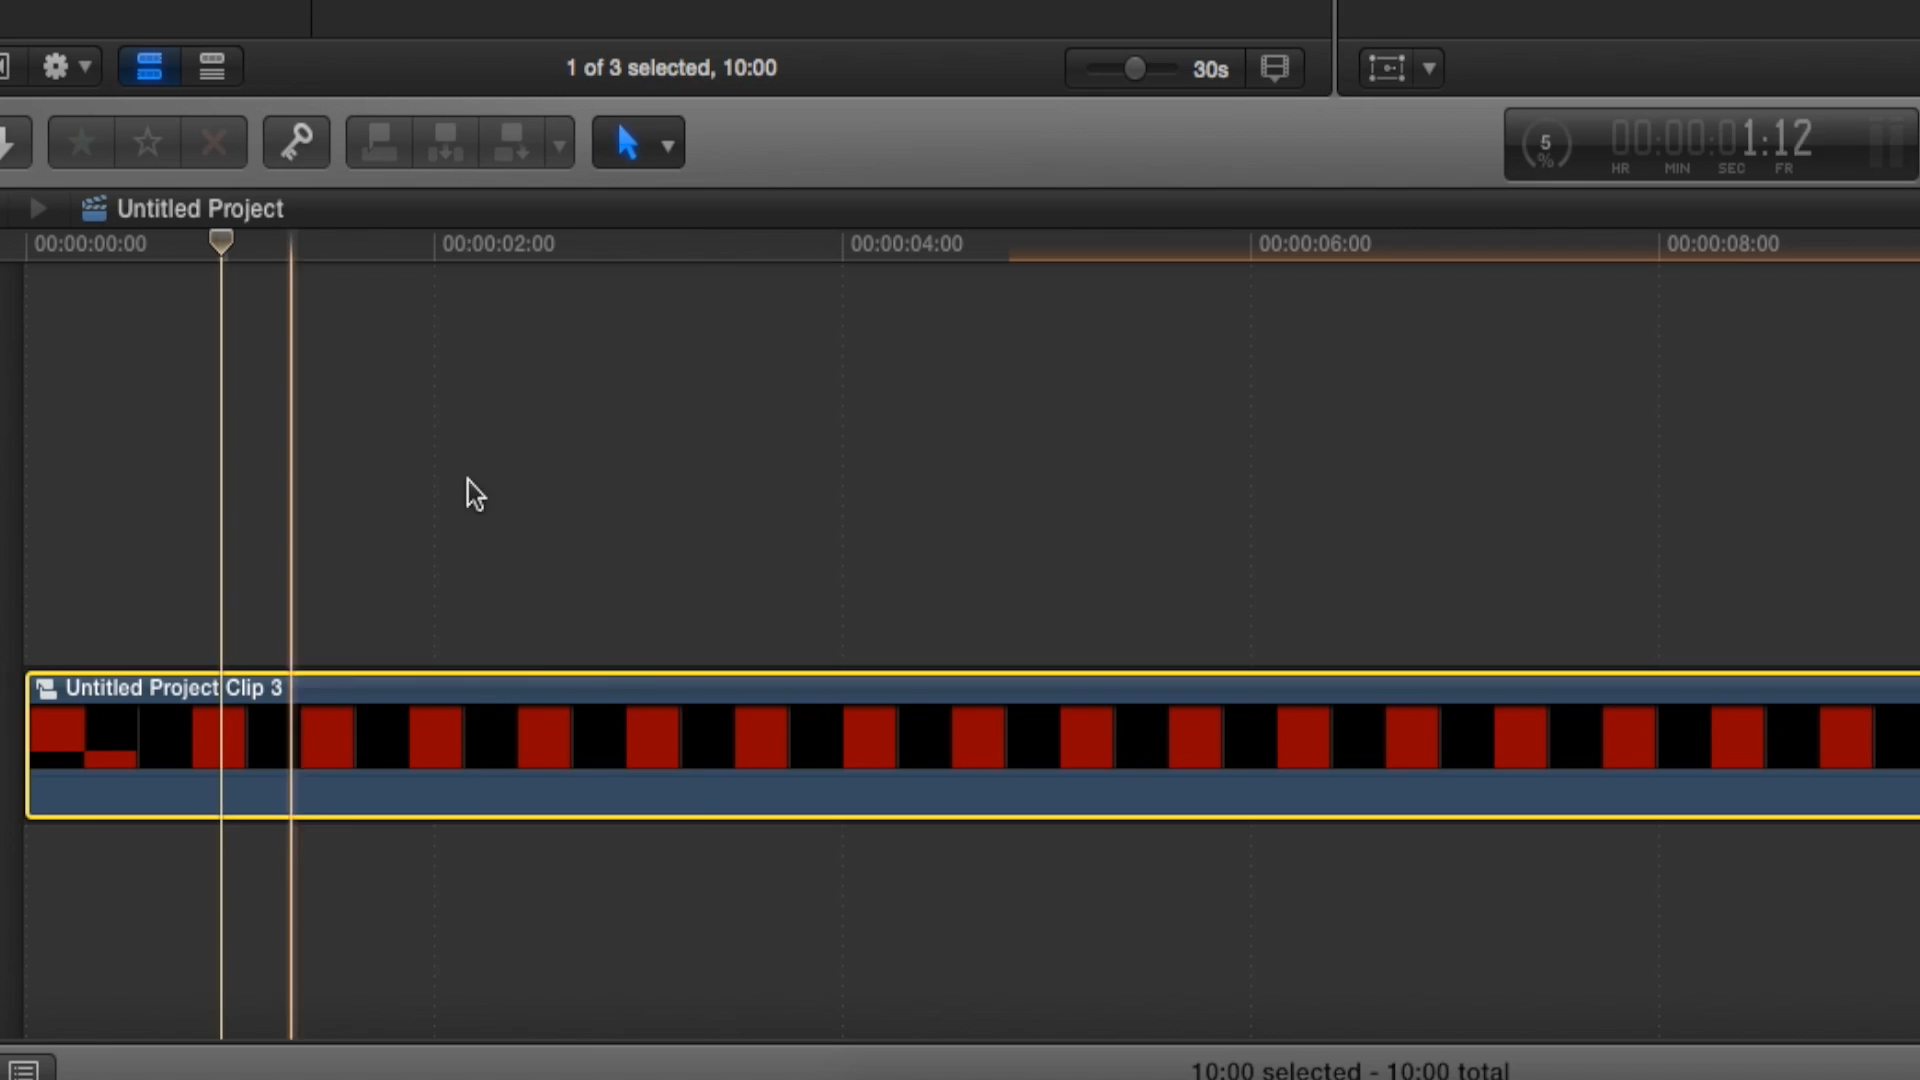 1 of 3 selected, 10:00
30s
5
%
00:00:01:12
HR MIN SEC FR
Untitled Project
00:00:00:00
00:00:02:00
00:00:04:00
00:00:06:00
00:00:08:00
Untitled Project Clip 3
10:00 selected - 10:00 total